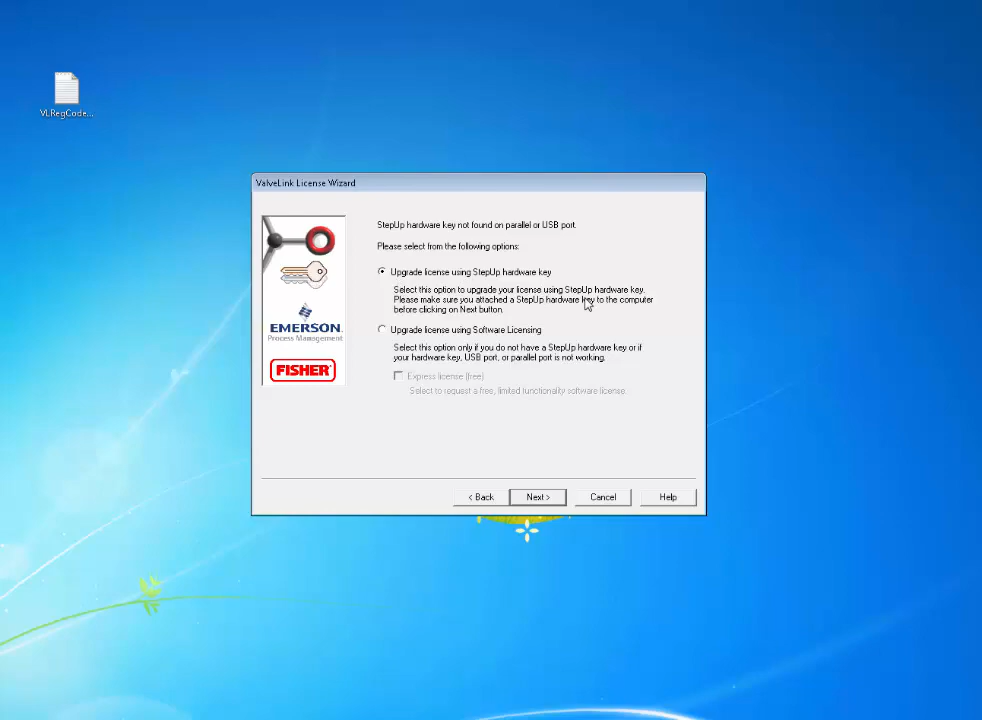 VLRegCode...
ValveLink License Wizard
StepUp hardware key not found on parallel or USB port.
Please select from the following options:
Upgrade license using StepUp hardware key
Select this option to upgrade your license using StepUp hardware key.
Please make sure you attached a StepUp hardware key to the computer
before clicking on Next button.
EMERSON.
Process Management
Upgrade license using Software Licensing
Select this option only if you do not have a StepUp hardware key or if
your hardware key, USB port, or parallel port is not working.
FISHER
Express license (free)
Select to request a free, limited functionality software license.
< Back
Next >
Cancel
Help